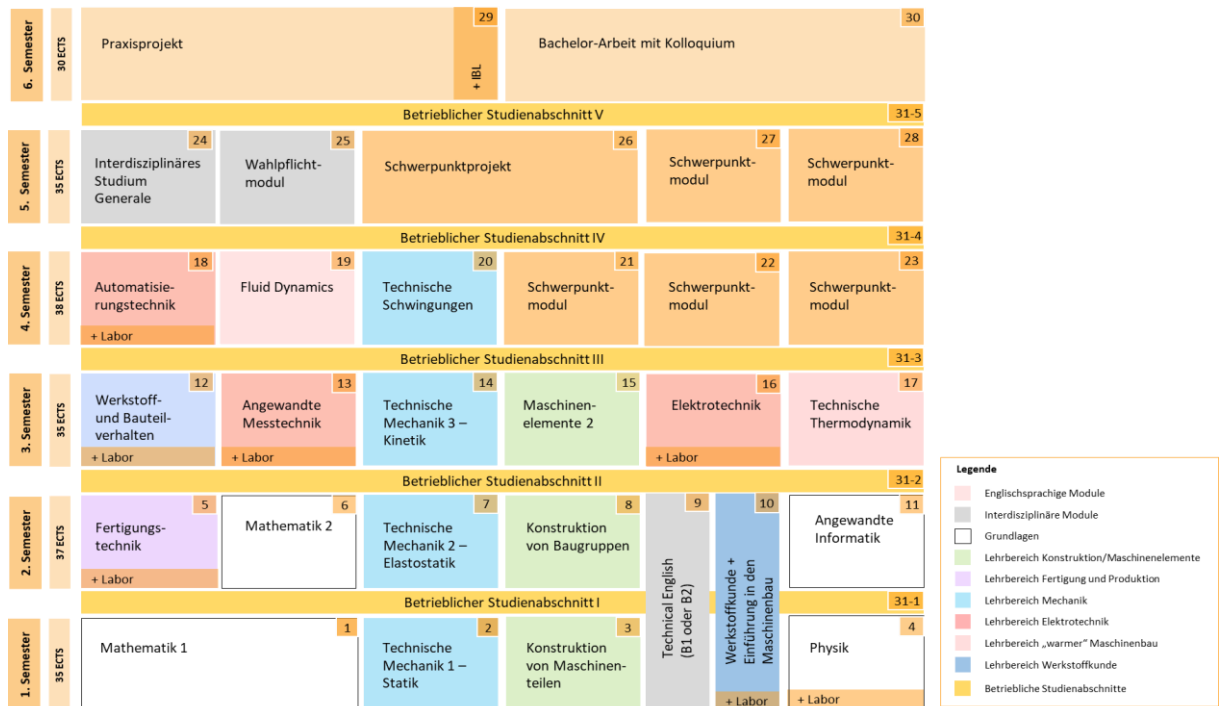 6. Semester
30 ECTS
Praxisprojekt
29
+ IBL
Bachelor-Arbeit mit Kolloquium
30
Betrieblicher Studienabschnitt V
31-5
5. Semester
35 ECTS
Interdisziplinäres
Studium
Generale
24
Wahlpflicht-
modul
25
Schwerpunktprojekt
26
Schwerpunkt-
modul
27
Schwerpunkt-
modul
28
Betrieblicher Studienabschnitt IV
31-4
4. Semester
38 ECTS
Automatisie-
rungstechnik
18
+ Labor
Fluid Dynamics
19
Technische
Schwingungen
20
Schwerpunkt-
modul
21
Schwerpunkt-
modul
22
Schwerpunkt-
modul
23
Betrieblicher Studienabschnitt III
31-3
3. Semester
35 ECTS
Werkstoff-
und Bauteil-
verhalten
12
+ Labor
Angewandte
Messtechnik
13
+ Labor
Technische
Mechanik 3 –
Kinetik
14
Maschinen-
elemente 2
15
Elektrotechnik
16
+ Labor
Technische
Thermodynamik
17
Betrieblicher Studienabschnitt II
31-2
2. Semester
37 ECTS
Fertigungs-
technik
5
+ Labor
Mathematik 2
6
Technische
Mechanik 2 –
Elastostatik
7
Konstruktion
von Baugruppen
8
Technical English
(B1 oder B2)
9
Werkstoffkunde +
Einführung in den
Maschinenbau
10
+ Labor
Angewandte
Informatik
11
Betrieblicher Studienabschnitt I
31-1
1. Semester
35 ECTS
Mathematik 1
1
Technische
Mechanik 1 –
Statik
2
Konstruktion
von Maschinen-
teilen
3
Physik
4
+ Labor
Legende
Englischsprachige Module
Interdisziplinäre Module
Grundlagen
Lehrbereich Konstruktion/Maschinenelemente
Lehrbereich Fertigung und Produktion
Lehrbereich Mechanik
Lehrbereich Elektrotechnik
Lehrbereich „warmer" Maschinenbau
Lehrbereich Werkstoffkunde
Betriebliche Studienabschnitte